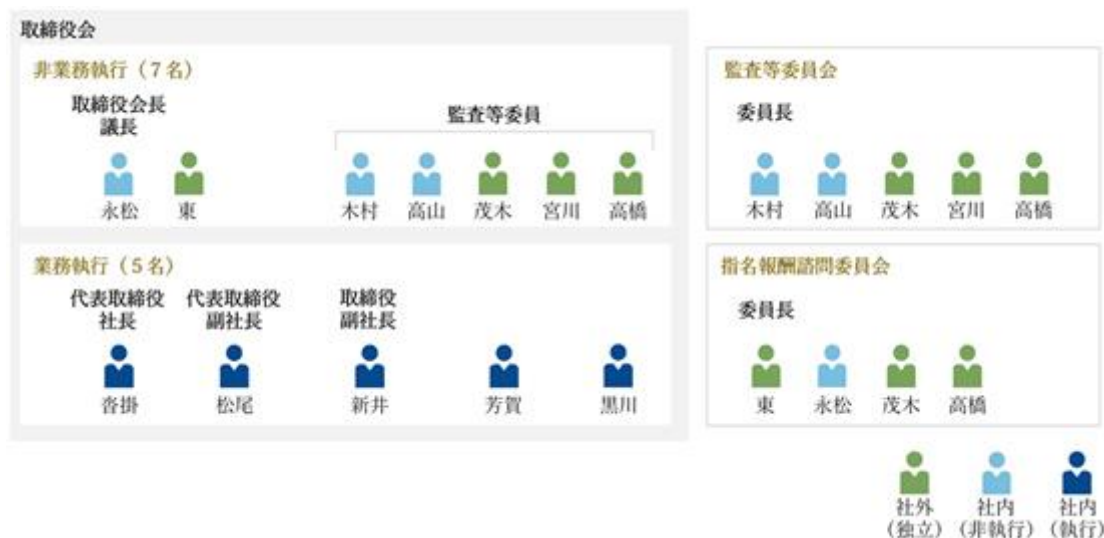 取締役会
非業務執行（７名）
取締役会長
議長
監査等委員
永松 東 木村 高山 茂木 宮川 高橋
業務執行（５名）
代表取締役
社長
代表取締役
副社長
取締役
副社長
沓掛 松尾 新井 芳賀 黒川
監査等委員会
委員長
木村 高山 茂木 宮川 高橋
指名報酬諮問委員会
委員長
東 永松 茂木 高橋
社外
（独立）
社内
（非執行）
社内
（執行）